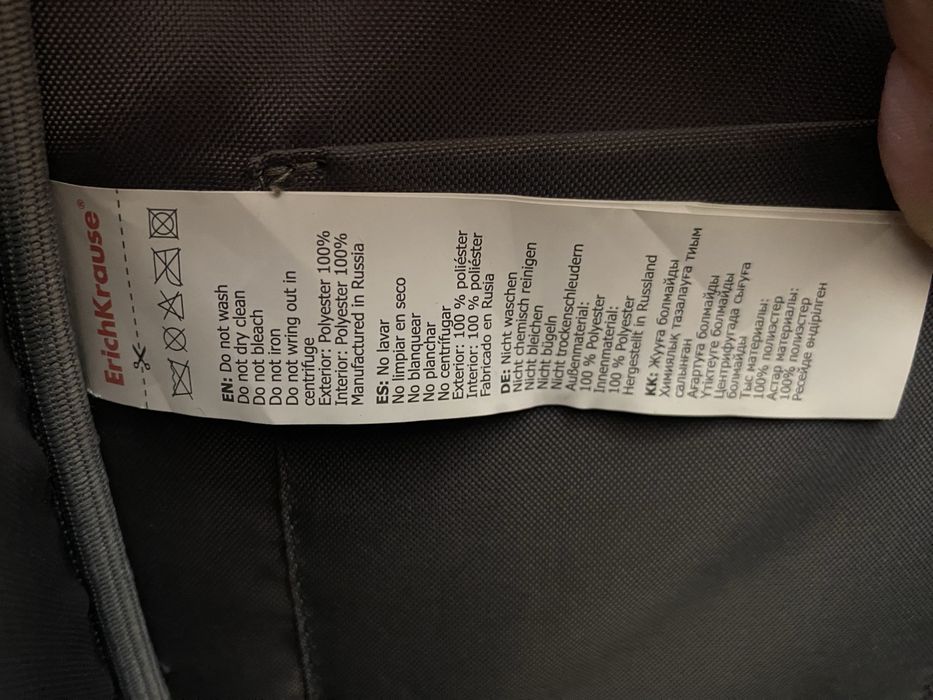 ErichKrause®
EN: Do not wash
Do not dry clean
Do not bleach
Do not iron
Do not wring out in
centrifuge
Exterior: Polyester 100%
Interior: Polyester 100%
Manufactured in Russia
ES: No lavar
No limpiar en seco
No blanquear
No planchar
No centrifugar
Exterior: 100 % poliéster
Interior: 100 % poliéster
Fabricado en Rusia
DE: Nicht waschen
Nicht chemisch reinigen
Nicht bleichen
Nicht bügeln
Nicht trockenschleudern
Außenmaterial:
100 % Polyester
Innenmaterial:
100 % Polyester
Hergestellt in Russland
KK: Жууға болмайды
Химиялық тазалауға тиым
салынған
Ағартуға болмайды
Үтіктеуге болмайды
Центрифугада сығуға
болмайды
Тыс материалы:
100% полиэстер
Астар материалы:
100% полиэстер
Ресейде өндірілген